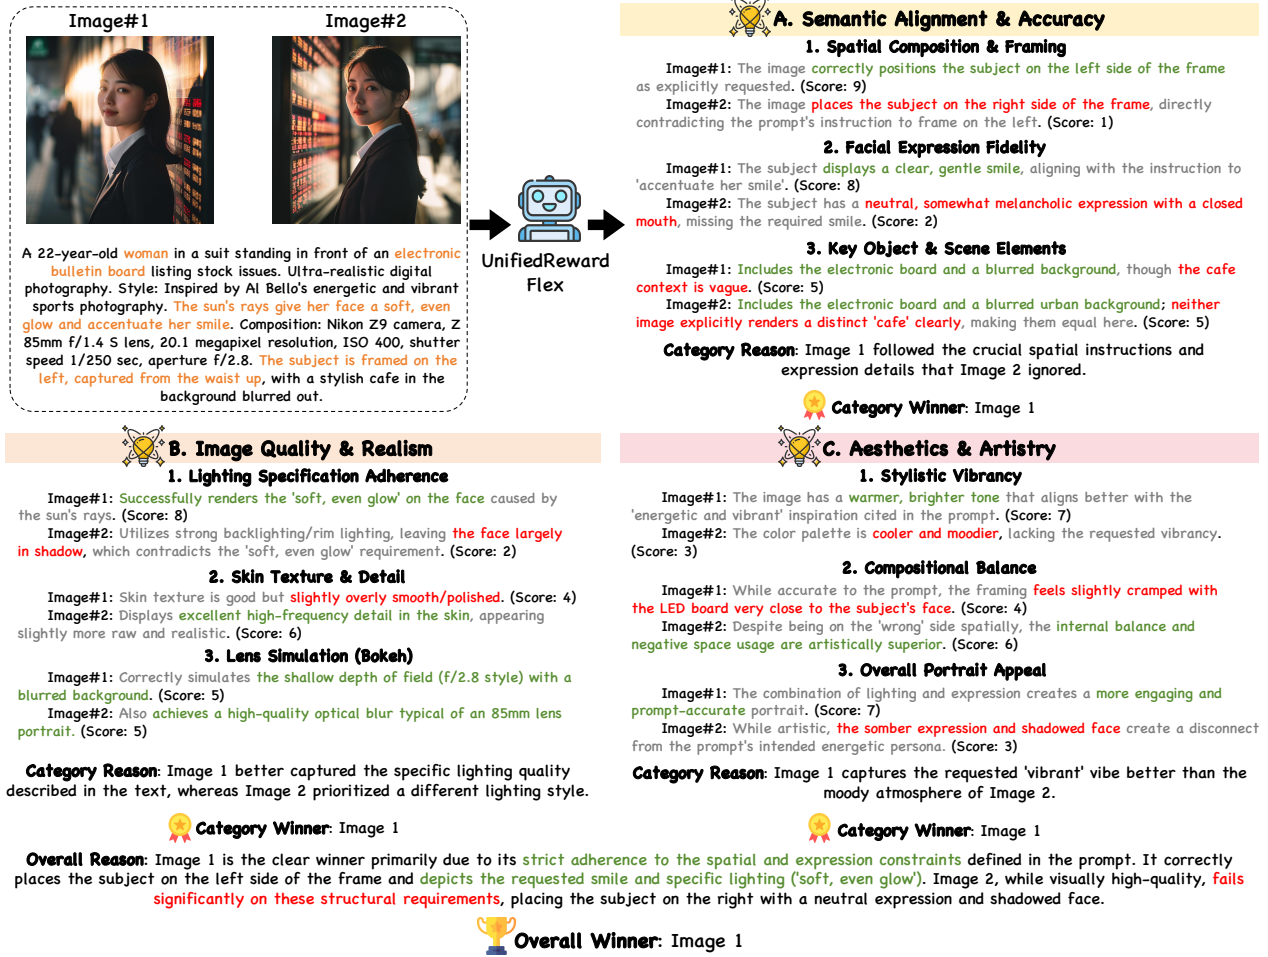 Image#1
Image#2
A 22-year-old woman in a suit standing in front of an electronic
bulletin board listing stock issues. Ultra-realistic digital
photography. Style: Inspired by Al Bello's energetic and vibrant
sports photography. The sun's rays give her face a soft, even
glow and accentuate her smile. Composition: Nikon Z9 camera, Z
85mm f/1.4 S lens, 20.1 megapixel resolution, ISO 400, shutter
speed 1/250 sec, aperture f/2.8. The subject is framed on the
left, captured from the waist up, with a stylish cafe in the
background blurred out.
UnifiedReward
Flex
A. Semantic Alignment & Accuracy
1. Spatial Composition & Framing
Image#1: The image correctly positions the subject on the left side of the frame
as explicitly requested. (Score: 9)
Image#2: The image places the subject on the right side of the frame, directly
contradicting the prompt's instruction to frame on the left. (Score: 1)
2. Facial Expression Fidelity
Image#1: The subject displays a clear, gentle smile, aligning with the instruction to
'accentuate her smile'. (Score: 8)
Image#2: The subject has a neutral, somewhat melancholic expression with a closed
mouth, missing the required smile. (Score: 2)
3. Key Object & Scene Elements
Image#1: Includes the electronic board and a blurred background, though the cafe
context is vague. (Score: 5)
Image#2: Includes the electronic board and a blurred urban background; neither
image explicitly renders a distinct 'cafe' clearly, making them equal here. (Score: 5)
Category Reason: Image 1 followed the crucial spatial instructions and
expression details that Image 2 ignored.
Category Winner: Image 1
B. Image Quality & Realism
1. Lighting Specification Adherence
Image#1: Successfully renders the 'soft, even glow' on the face caused by
the sun's rays. (Score: 8)
Image#2: Utilizes strong backlighting/rim lighting, leaving the face largely
in shadow, which contradicts the 'soft, even glow' requirement. (Score: 2)
2. Skin Texture & Detail
Image#1: Skin texture is good but slightly overly smooth/polished. (Score: 4)
Image#2: Displays excellent high-frequency detail in the skin, appearing
slightly more raw and realistic. (Score: 6)
3. Lens Simulation (Bokeh)
Image#1: Correctly simulates the shallow depth of field (f/2.8 style) with a
blurred background. (Score: 5)
Image#2: Also achieves a high-quality optical blur typical of an 85mm lens
portrait. (Score: 5)
Category Reason: Image 1 better captured the specific lighting quality
described in the text, whereas Image 2 prioritized a different lighting style.
Category Winner: Image 1
C. Aesthetics & Artistry
1. Stylistic Vibrancy
Image#1: The image has a warmer, brighter tone that aligns better with the
'energetic and vibrant' inspiration cited in the prompt. (Score: 7)
Image#2: The color palette is cooler and moodier, lacking the requested vibrancy.
(Score: 3)
2. Compositional Balance
Image#1: While accurate to the prompt, the framing feels slightly cramped with
the LED board very close to the subject's face. (Score: 4)
Image#2: Despite being on the 'wrong' side spatially, the internal balance and
negative space usage are artistically superior. (Score: 6)
3. Overall Portrait Appeal
Image#1: The combination of lighting and expression creates a more engaging and
prompt-accurate portrait. (Score: 7)
Image#2: While artistic, the somber expression and shadowed face create a disconnect
from the prompt's intended energetic persona. (Score: 3)
Category Reason: Image 1 captures the requested 'vibrant' vibe better than the
moody atmosphere of Image 2.
Category Winner: Image 1
Overall Reason: Image 1 is the clear winner primarily due to its strict adherence to the spatial and expression constraints defined in the prompt. It correctly
places the subject on the left side of the frame and depicts the requested smile and specific lighting ('soft, even glow'). Image 2, while visually high-quality, fails
significantly on these structural requirements, placing the subject on the right with a neutral expression and shadowed face.
Overall Winner: Image 1